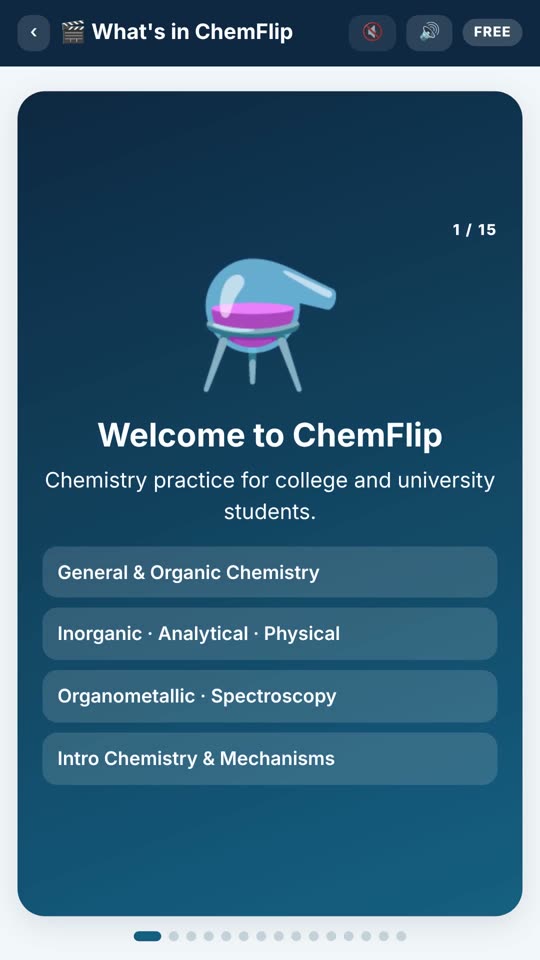 ‹ 🎬 What's in ChemFlip 🔇 🔊 FREE
1 / 15
Welcome to ChemFlip
Chemistry practice for college and university
students.
General & Organic Chemistry
Inorganic · Analytical · Physical
Organometallic · Spectroscopy
Intro Chemistry & Mechanisms